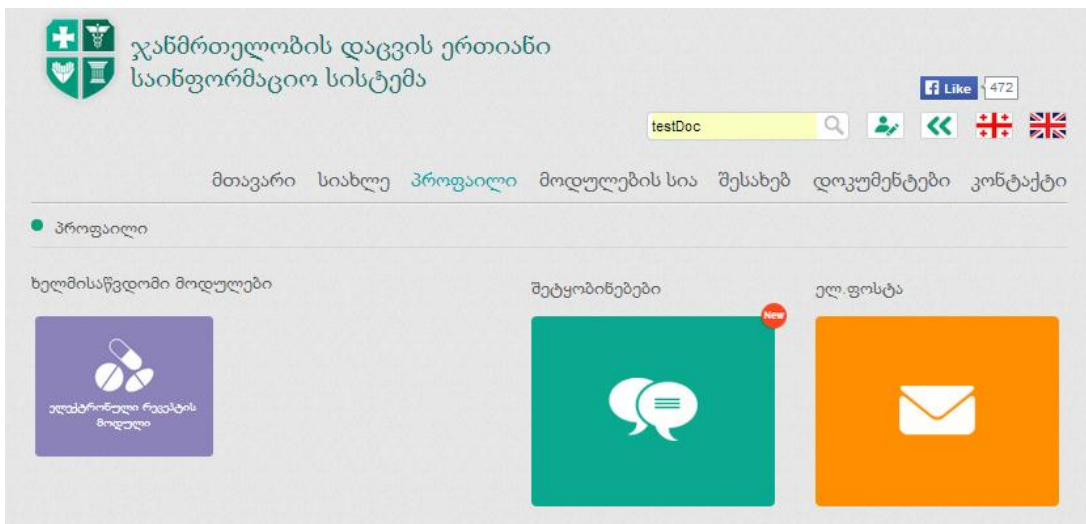 ჯანმრთელობის დაცვის ერთიანი
საინფორმაციო სისტემა
Like 472
testDoc
მთავარი სიახლე პროფაილი მოდულების სია შესახებ დოკუმენტები კონტაქტი
პროფაილი
ხელმისაწვდომი მოდულები
ელექტრონული რეცეპტის
მოდული
შეტყობინებები
New
ელ.ფოსტა